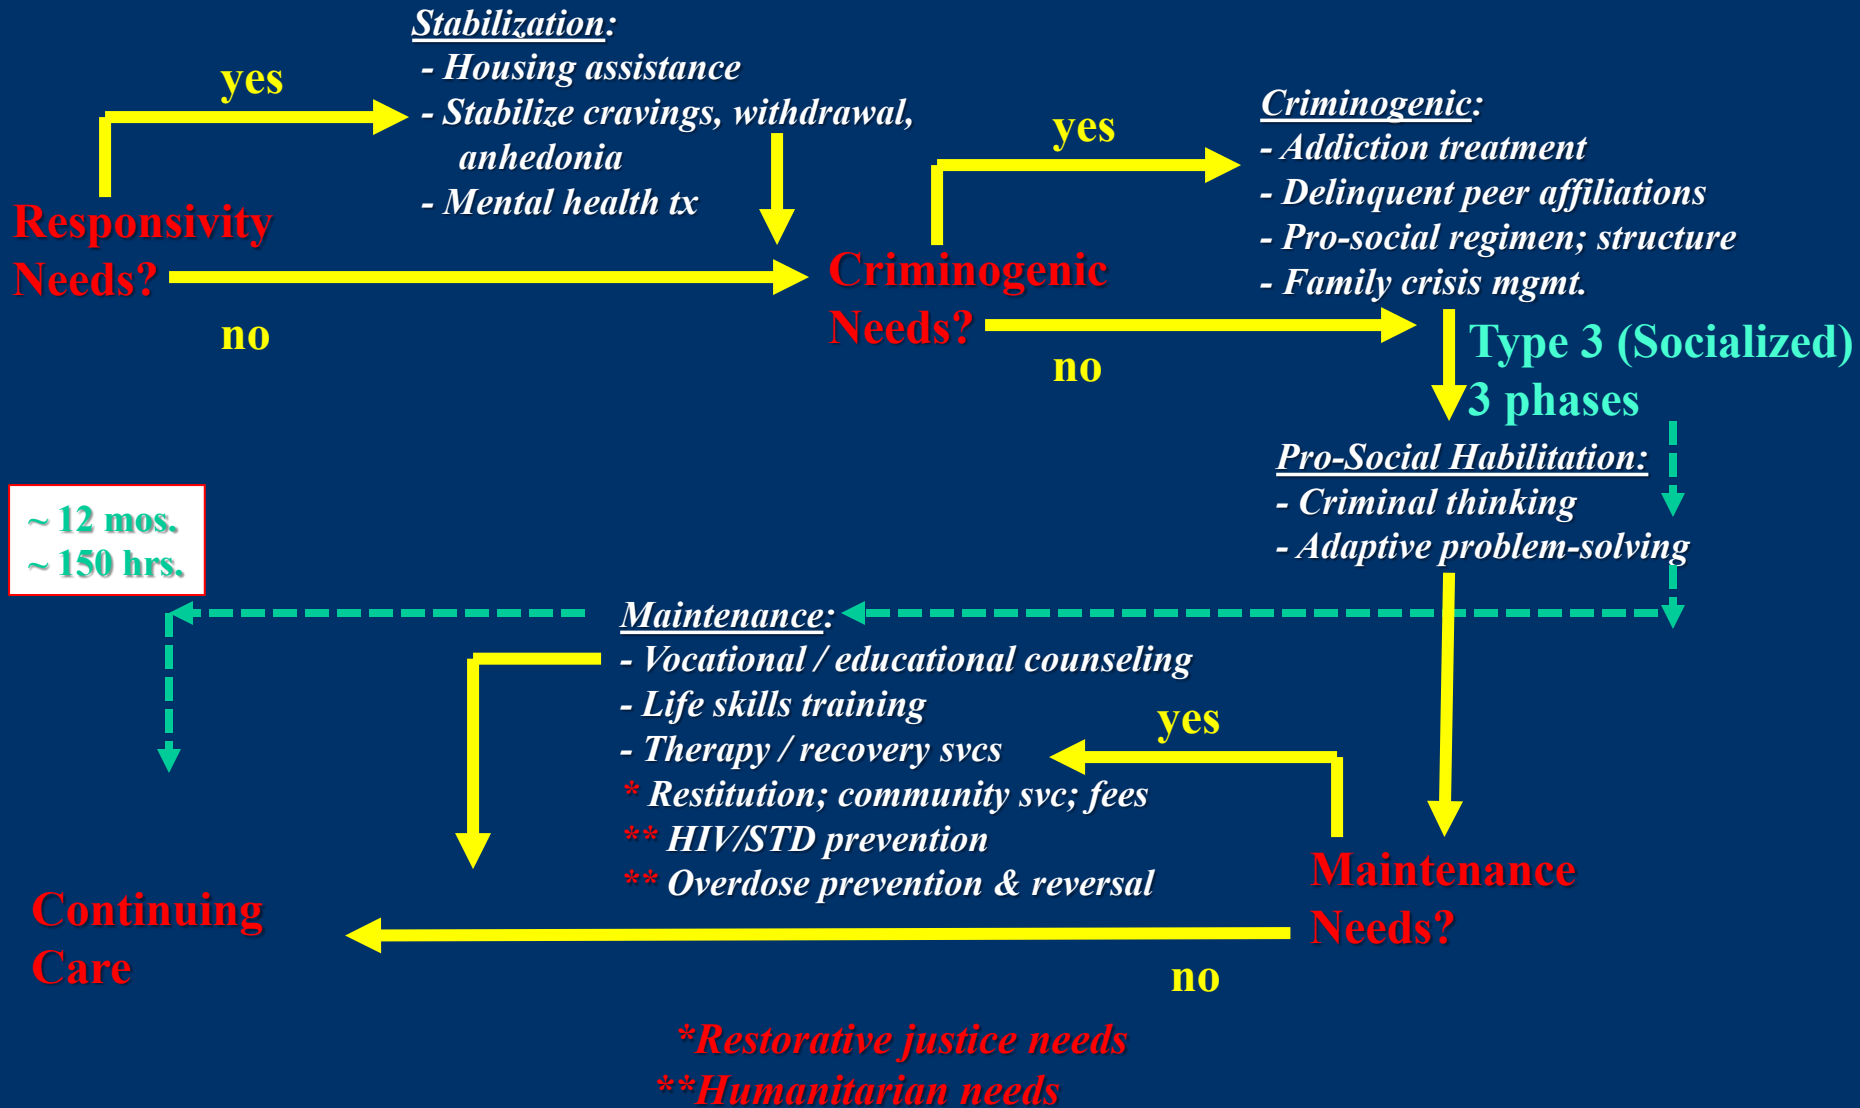 Stabilization:
- Housing assistance
- Stabilize cravings, withdrawal,
anhedonia
- Mental health tx
yes
Responsivity
Needs?
no
Criminogenic
Needs?
yes
no
Criminogenic:
- Addiction treatment
- Delinquent peer affiliations
- Pro-social regimen; structure
- Family crisis mgmt.
Type 3 (Socialized)
3 phases
Pro-Social Habilitation:
- Criminal thinking
- Adaptive problem-solving
~ 12 mos.
~ 150 hrs.
Maintenance:
- Vocational / educational counseling
- Life skills training
- Therapy / recovery svcs
* Restitution; community svc; fees
** HIV/STD prevention
** Overdose prevention & reversal
yes
Maintenance
Needs?
no
Continuing
Care
*Restorative justice needs
**Humanitarian needs